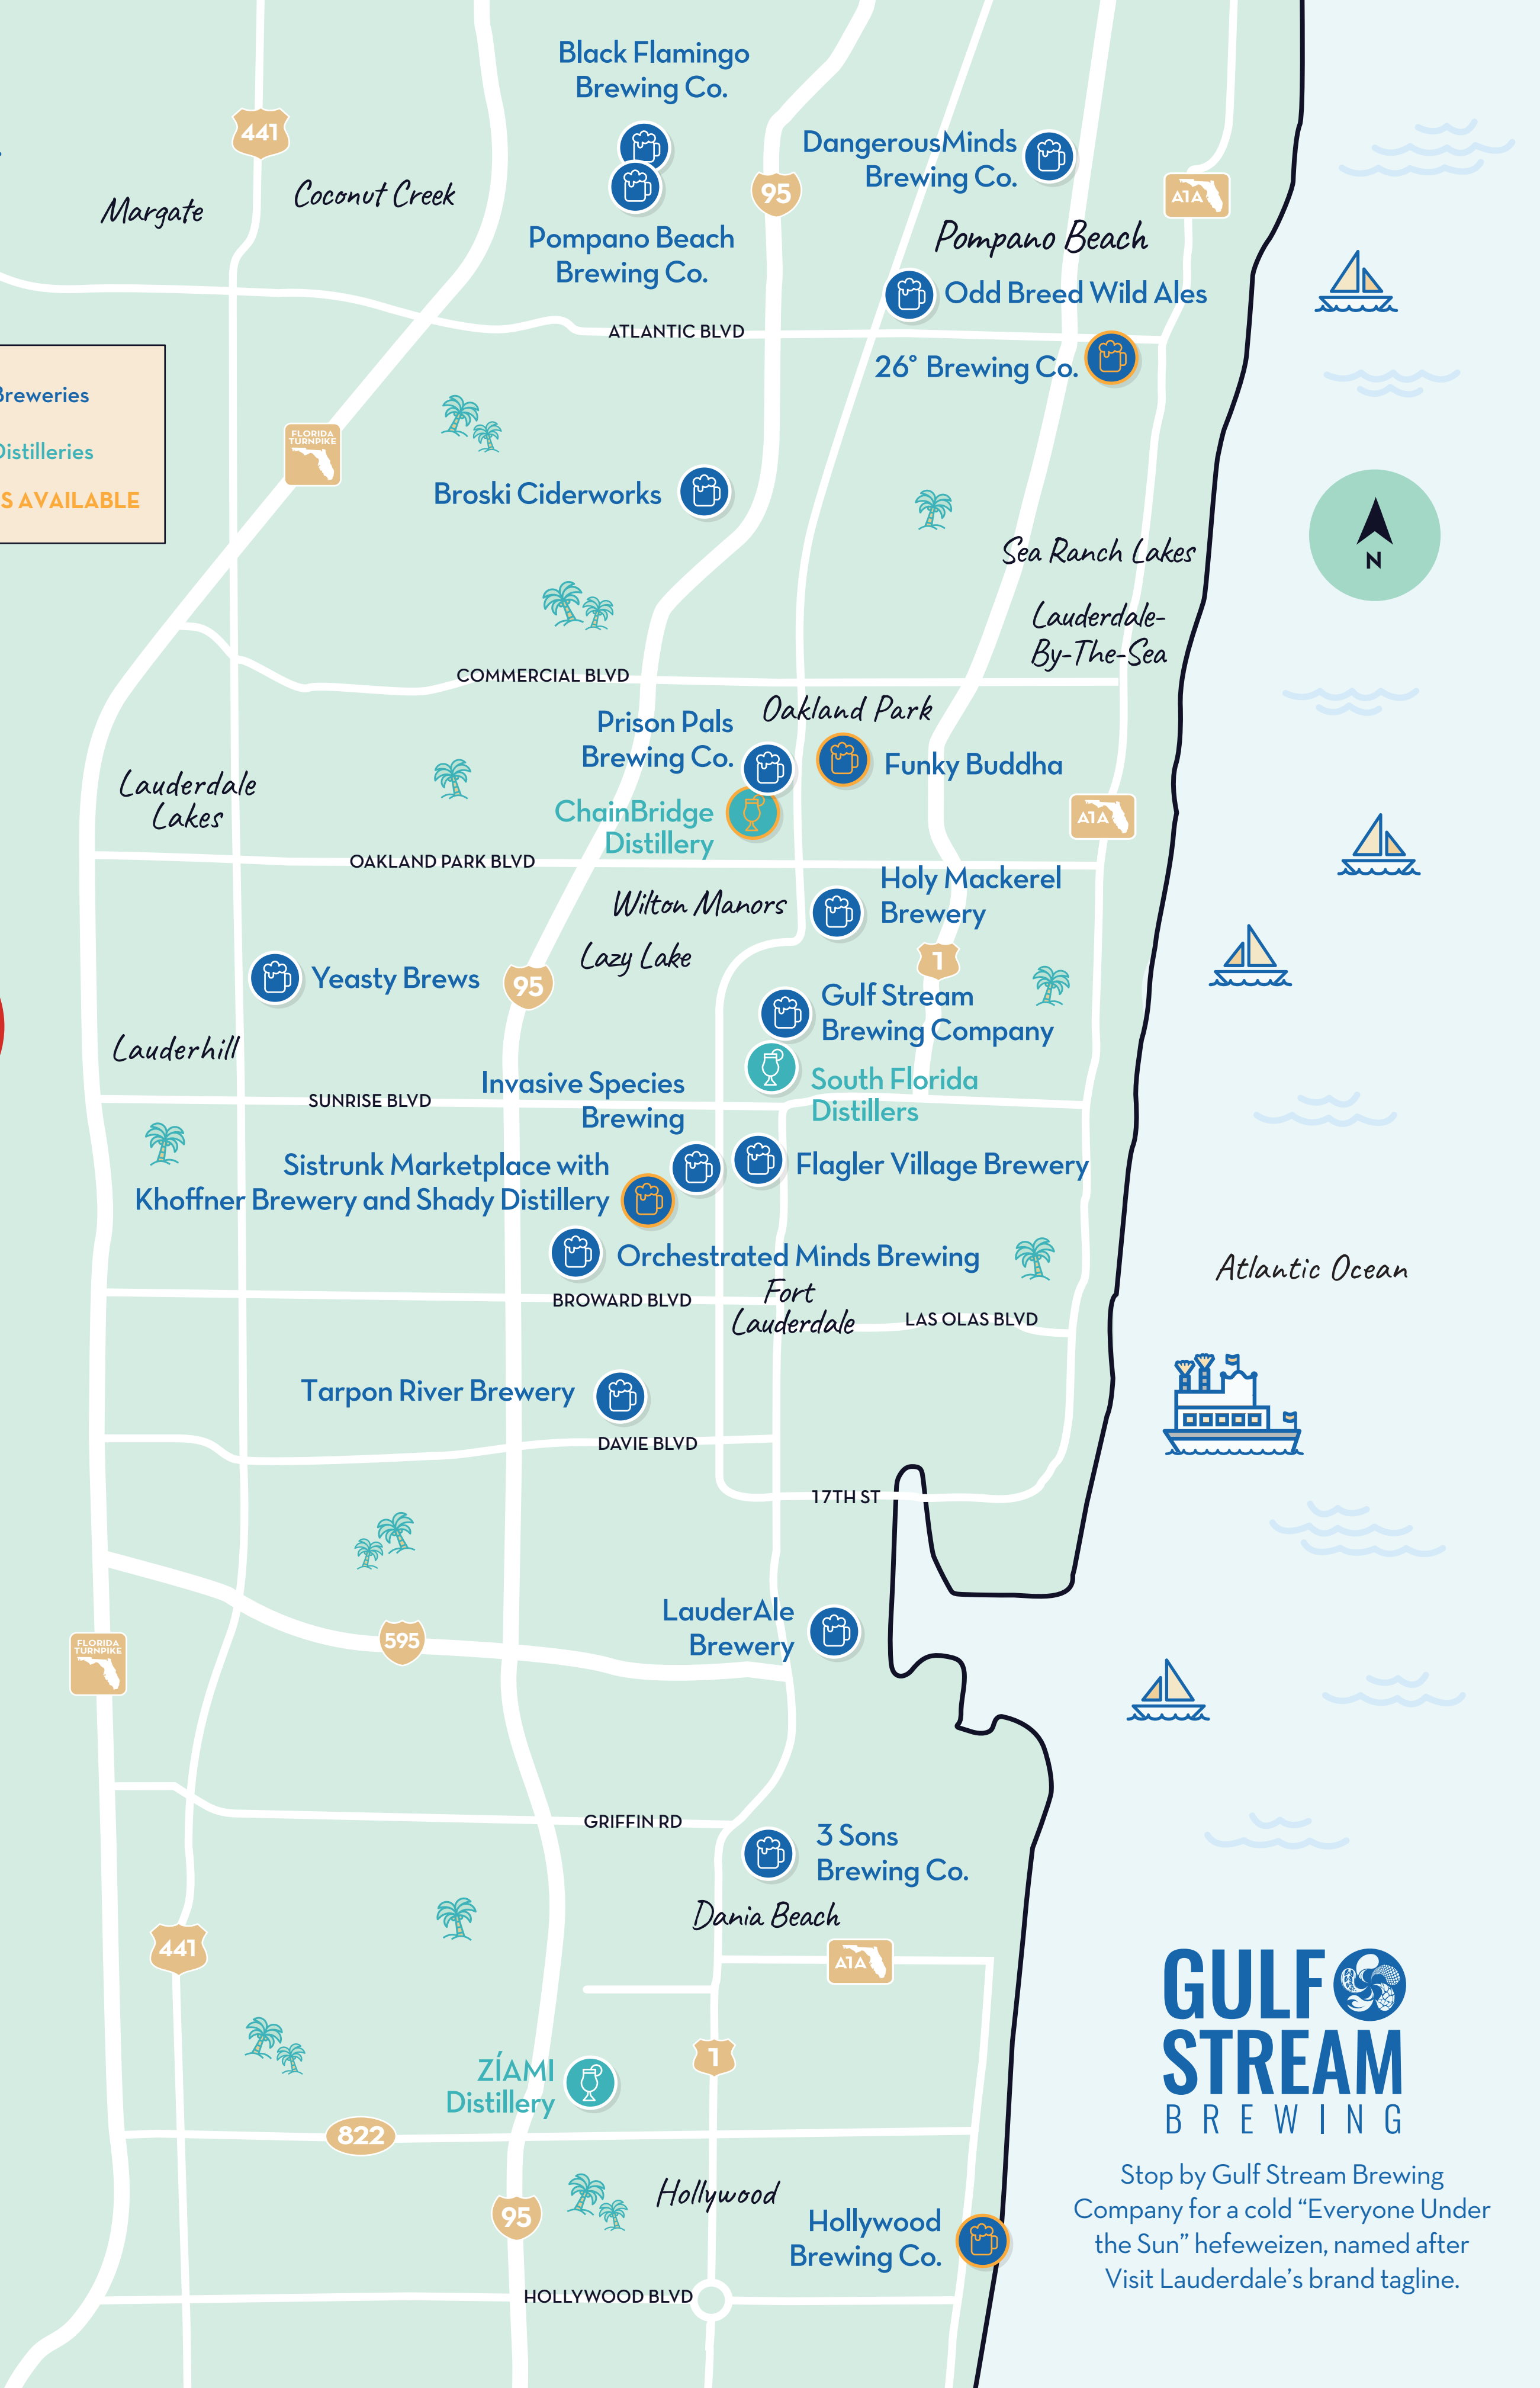 Black Flamingo
Brewing Co.
441
DangerousMinds
Brewing Co.
95
A1A
Coconut Creek
Margate
Pompano Beach
Pompano Beach
Brewing Co.
Odd Breed Wild Ales
ATLANTIC BLVD
26° Brewing Co.
Breweries
FLORIDA
TURNPIKE
Distilleries
S AVAILABLE
Broski Ciderworks
Sea Ranch Lakes
N
Lauderdale-
By-The-Sea
COMMERCIAL BLVD
Oakland Park
Prison Pals
Brewing Co.
Funky Buddha
Lauderdale
Lakes
ChainBridge
Distillery
A1A
OAKLAND PARK BLVD
Holy Mackerel
Brewery
Wilton Manors
Lazy Lake
1
Yeasty Brews
95
Gulf Stream
Brewing Company
Lauderhill
South Florida
Distillers
Invasive Species
Brewing
SUNRISE BLVD
Sistrunk Marketplace with
Khoffner Brewery and Shady Distillery
Flagler Village Brewery
Orchestrated Minds Brewing
Atlantic Ocean
BROWARD BLVD
Fort
Lauderdale
LAS OLAS BLVD
Tarpon River Brewery
DAVIE BLVD
17TH ST
LauderAle
Brewery
595
FLORIDA
TURNPIKE
GRIFFIN RD
3 Sons
Brewing Co.
Dania Beach
441
A1A
GULF
STREAM
BREWING
1
ZÍAMI
Distillery
822
Stop by Gulf Stream Brewing
Company for a cold “Everyone Under
the Sun” hefeweizen, named after
Visit Lauderdale’s brand tagline.
Hollywood
95
Hollywood
Brewing Co.
HOLLYWOOD BLVD